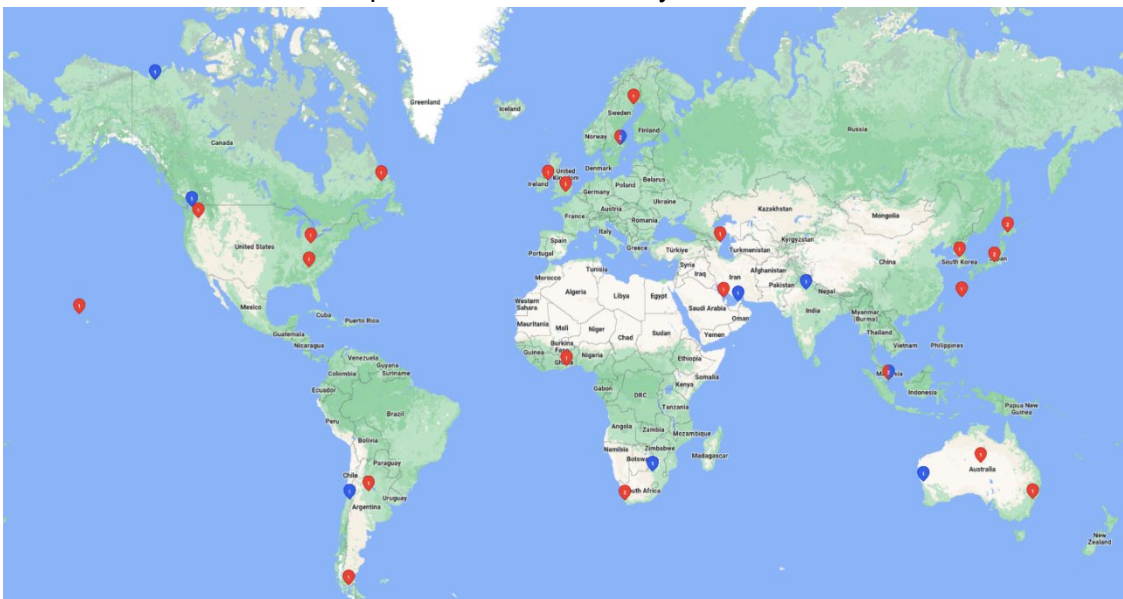 Greenland
Iceland
Sweden
Norway
Finland
Russia
Canada
United
Kingdom
Ireland
Denmark
Belarus
Poland
Germany
Ukraine
Austria
France
Romania
Kazakhstan
Mongolia
Italy
Spain
Portugal
Greece
Türkiye
Turkmenistan
Kyrgyzstan
United States
China
South Korea
Syria
Iraq
Iran
Afghanistan
Pakistan
Nepal
Morocco
Tunisia
Algeria
Libya
Egypt
Saudi Arabia
Oman
India
Myanmar
(Burma)
Mexico
Cuba
Puerto Rico
Western
Sahara
Mauritania
Mali
Niger
Chad
Sudan
Yemen
Thailand
Vietnam
Philippines
Guatemala
Nicaragua
Burkina
Faso
Guinea
Nigeria
Ethiopia
Somalia
Venezuela
Guyana
Suriname
Colombia
Ecuador
Gabon
Kenya
DRC
Tanzania
Indonesia
Papua New
Guinea
Brazil
Peru
Bolivia
Angola
Zambia
Mozambique
Zimbabwe
Namibia
Madagascar
Paraguay
Chile
Uruguay
Argentina
Australia
New
Zealand